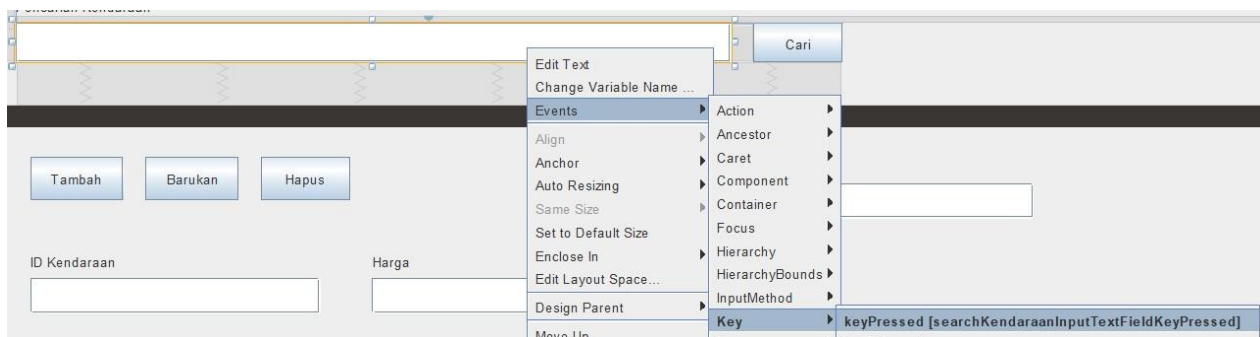 Cari
Edit Text
Change Variable Name ...
Events
Align
Anchor
Auto Resizing
Same Size
Set to Default Size
Enclose In
Edit Layout Space...
Design Parent
Move Up
Action
Ancestor
Caret
Component
Container
Focus
Hierarchy
HierarchyBounds
InputMethod
Key
keyPressed [searchKendaraanInputTextFieldKeyPressed]
Tambah
Barukan
Hapus
ID Kendaraan
Harga